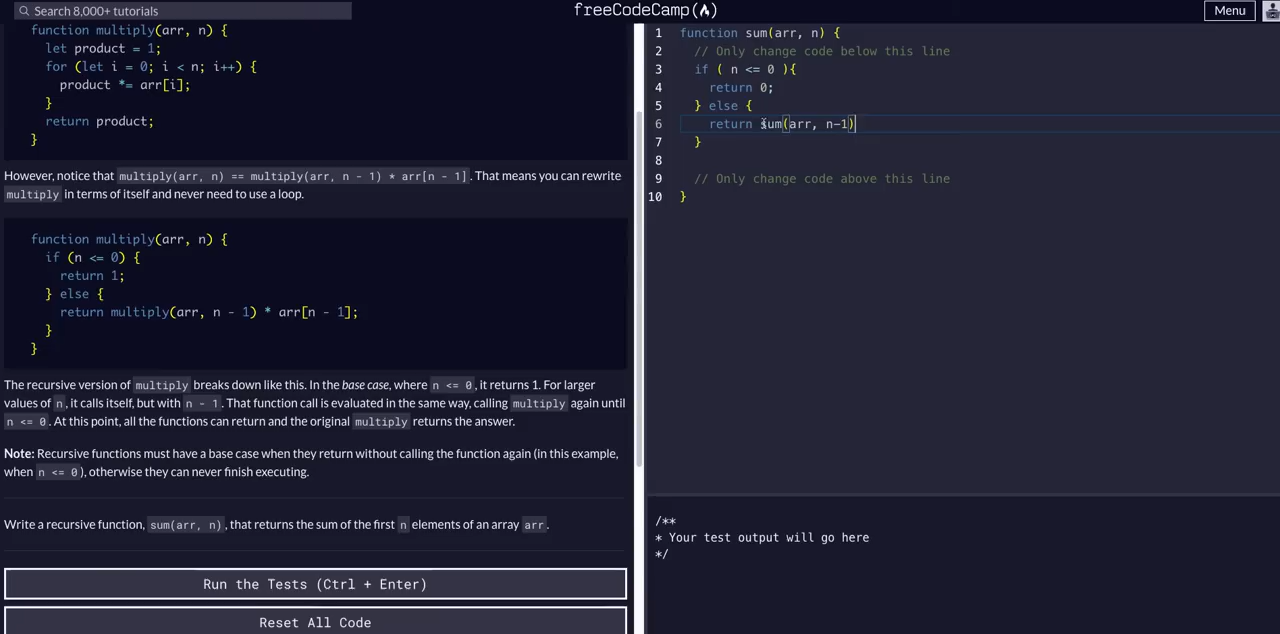 Search 8,000+ tutorials
freeCodeCamp(🔥)
Menu
function multiply(arr, n) {
let product = 1;
for (let i = 0; i < n; i++) {
product *= arr[i];
}
return product;
}
However, notice that multiply(arr, n) == multiply(arr, n - 1) * arr[n - 1]. That means you can rewrite
multiply in terms of itself and never need to use a loop.
function multiply(arr, n) {
if (n <= 0) {
return 1;
} else {
return multiply(arr, n - 1) * arr[n - 1];
}
}
The recursive version of multiply breaks down like this. In the base case, where n <= 0, it returns 1. For larger
values of n, it calls itself, but with n - 1. That function call is evaluated in the same way, calling multiply again until
n <= 0. At this point, all the functions can return and the original multiply returns the answer.
Note: Recursive functions must have a base case when they return without calling the function again (in this example,
when n <= 0), otherwise they can never finish executing.
Write a recursive function, sum(arr, n), that returns the sum of the first n elements of an array arr.
Run the Tests (Ctrl + Enter)
Reset All Code
1 function sum(arr, n) {
2 // Only change code below this line
3 if ( n <= 0 ){
4 return 0;
5 } else {
6 return sum(arr, n-1)
7 }
8
9 // Only change code above this line
10 }
/**
* Your test output will go here
*/